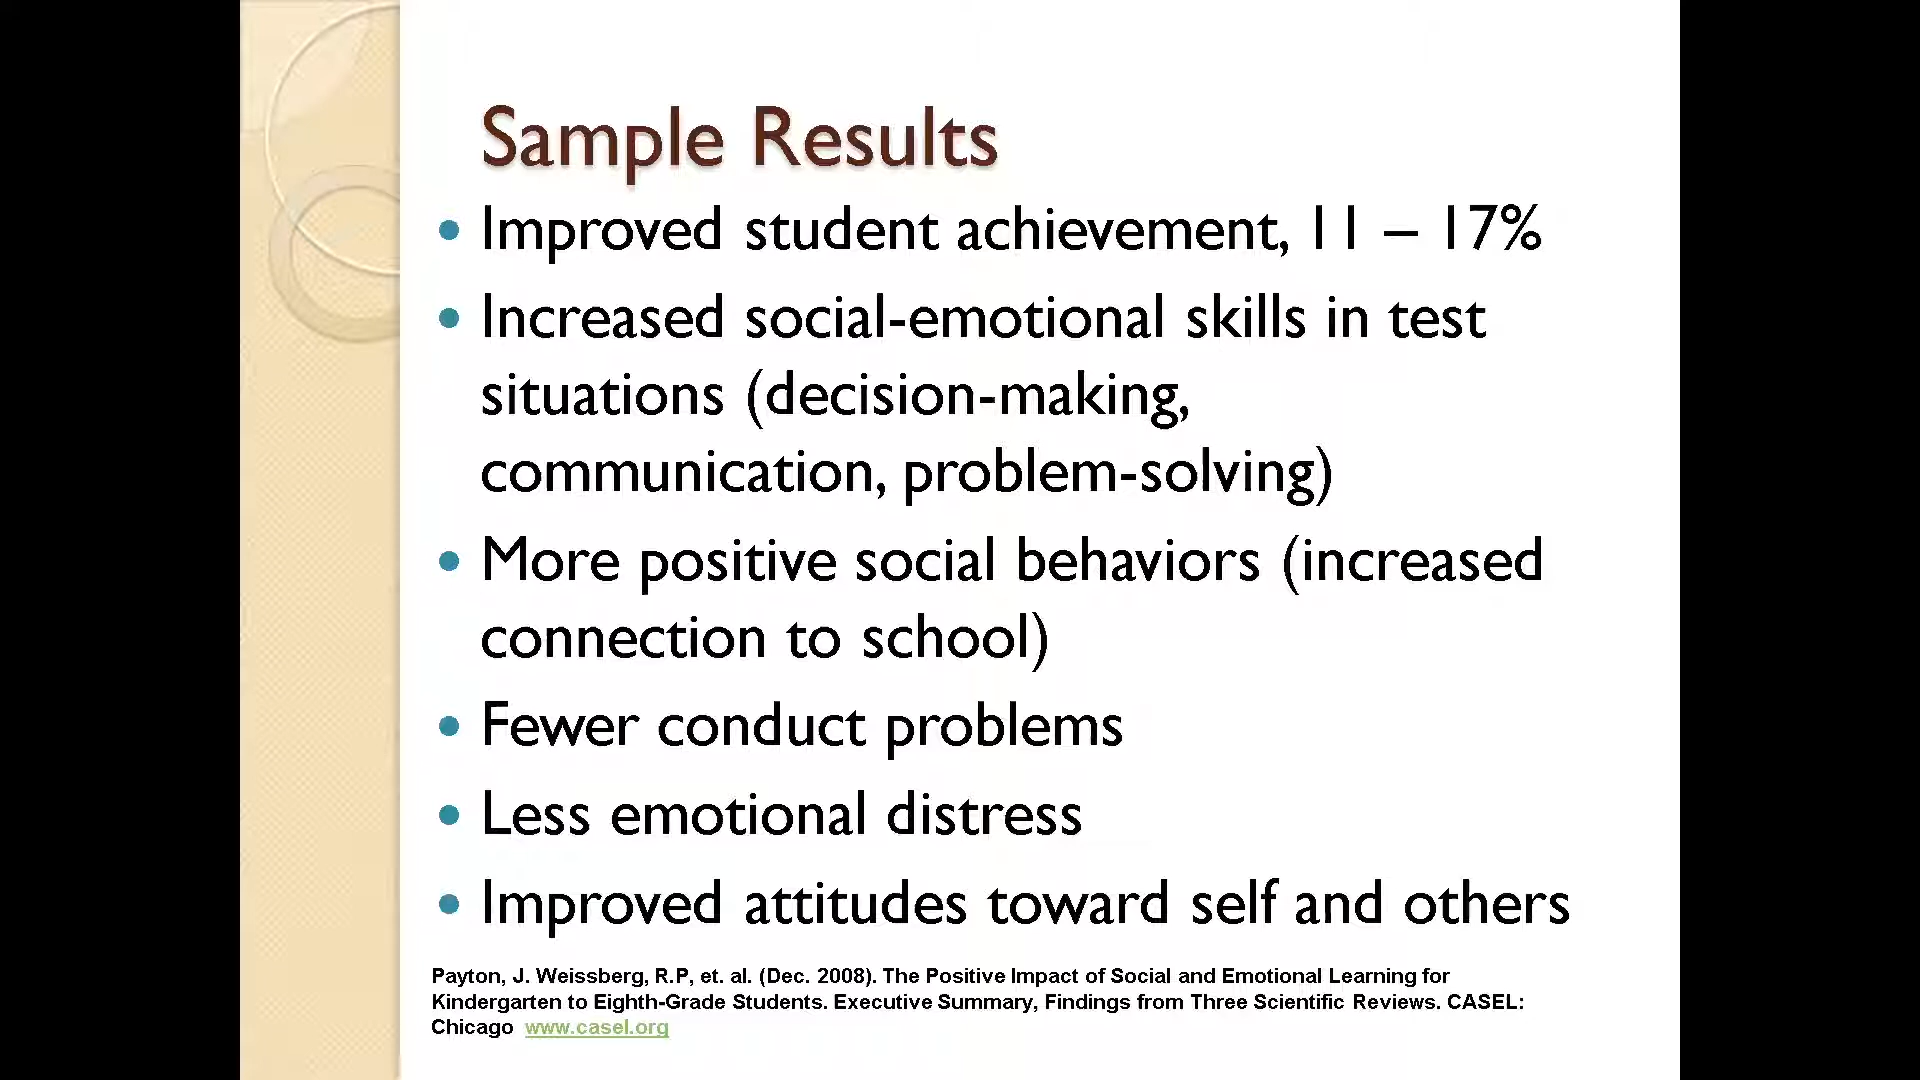 Sample Results
• Improved student achievement, 11 – 17%
• Increased social-emotional skills in test
situations (decision-making,
communication, problem-solving)
• More positive social behaviors (increased
connection to school)
• Fewer conduct problems
• Less emotional distress
• Improved attitudes toward self and others
Payton, J. Weissberg, R.P, et. al. (Dec. 2008). The Positive Impact of Social and Emotional Learning for
Kindergarten to Eighth-Grade Students. Executive Summary, Findings from Three Scientific Reviews. CASEL:
Chicago www.casel.org